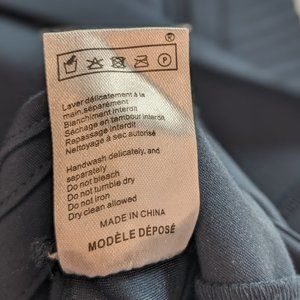 P
Laver délicatement à la
main,séparément
Blanchiment interdit
Séchage en tambour interdit
Repassage interdit
Nettoyage à sec autorisé
Handwash delicately, and
separately
Do not bleach
Do not tumble dry
Do not iron
Dry clean allowed
MADE IN CHINA
MODÈLE DÉPOSÉ